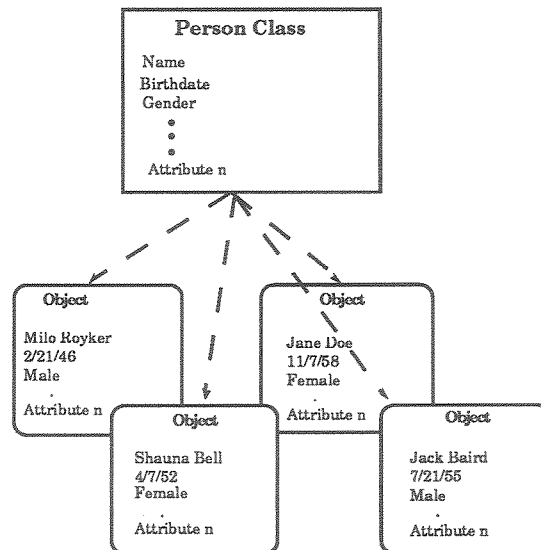 Person Class
Name
Birthdate
Gender
Attribute n
Object
Milo Royker
2/21/46
Male
.
Attribute n
Object
Jane Doe
11/7/58
Female
.
Attribute n
Object
Shauna Bell
4/7/52
Female
.
Attribute n
Object
Jack Baird
7/21/55
Male
.
Attribute n